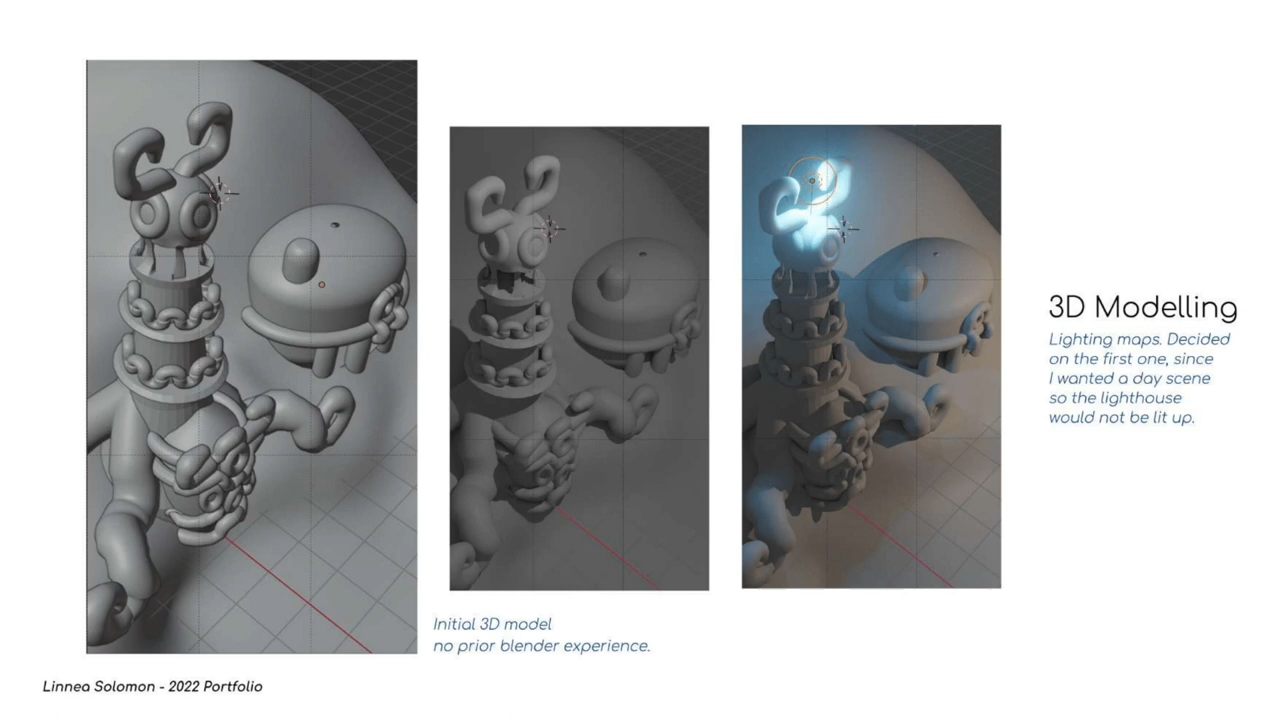 3D Modelling
Lighting maps. Decided
on the first one, since
I wanted a day scene
so the lighthouse
would not be lit up.
Initial 3D model
no prior blender experience.
Linnea Solomon - 2022 Portfolio